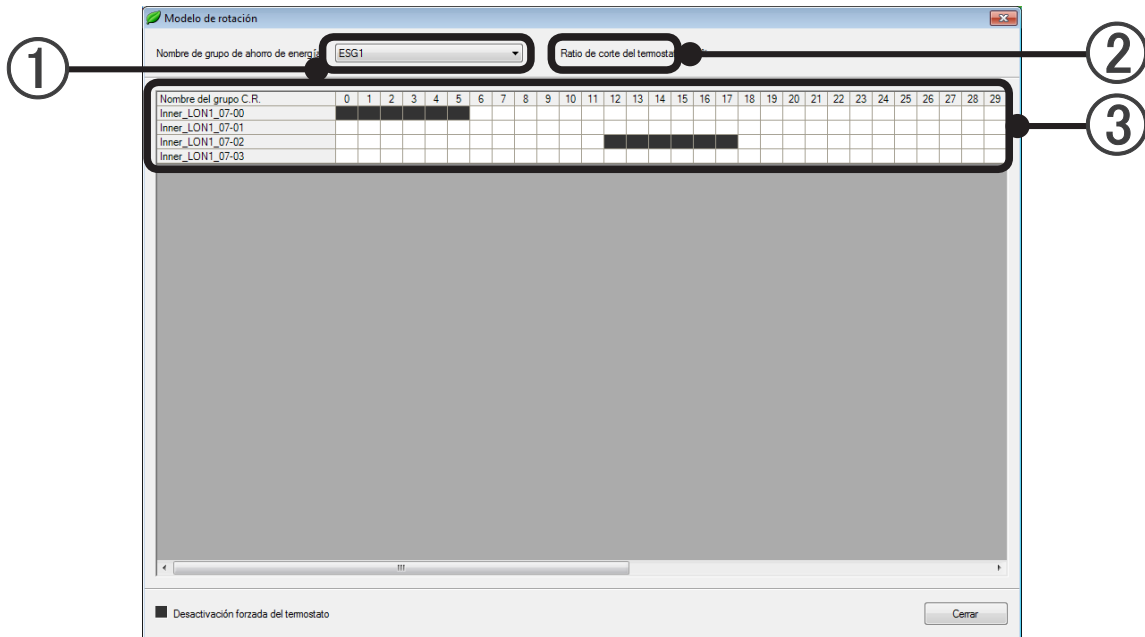 Modelo de rotación
1
Nombre de grupo de ahorro de energía
ESG1
Ratio de corte del
2
Nombre del grupo C.R. 0 1 2 3 4 5 6 7 8 9 10 11 12 13 14 15 16 17 18 19 20 21 22 23 24 25 26 27 28 29
Inner_LON1_07-00
3
Inner_LON1_07-01
Inner_LON1_07-02
Inner_LON1_07-03
Desactivación forzada del termostato
Cerrar